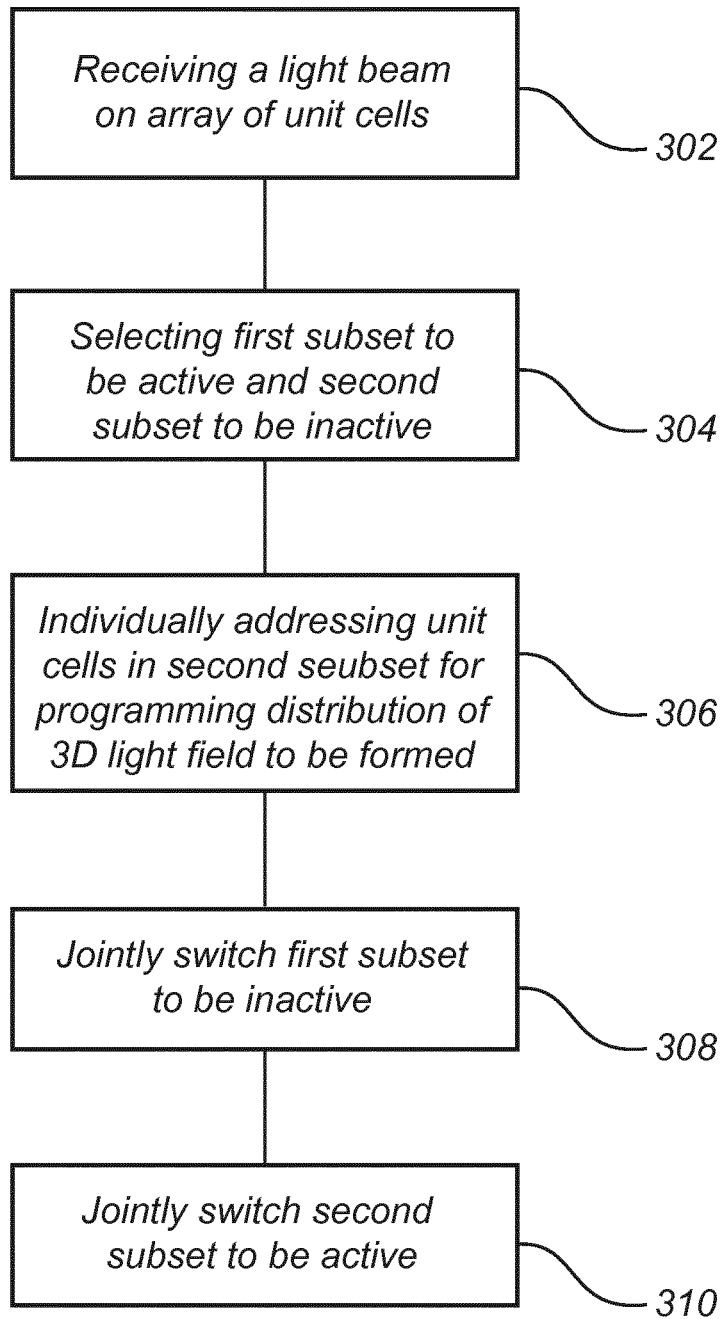 Receiving a light beam
on array of unit cells
302
Selecting first subset to
be active and second
subset to be inactive
304
Individually addressing unit
cells in second seubset for
programming distribution of
3D light field to be formed
306
Jointly switch first subset
to be inactive
308
Jointly switch second
subset to be active
310